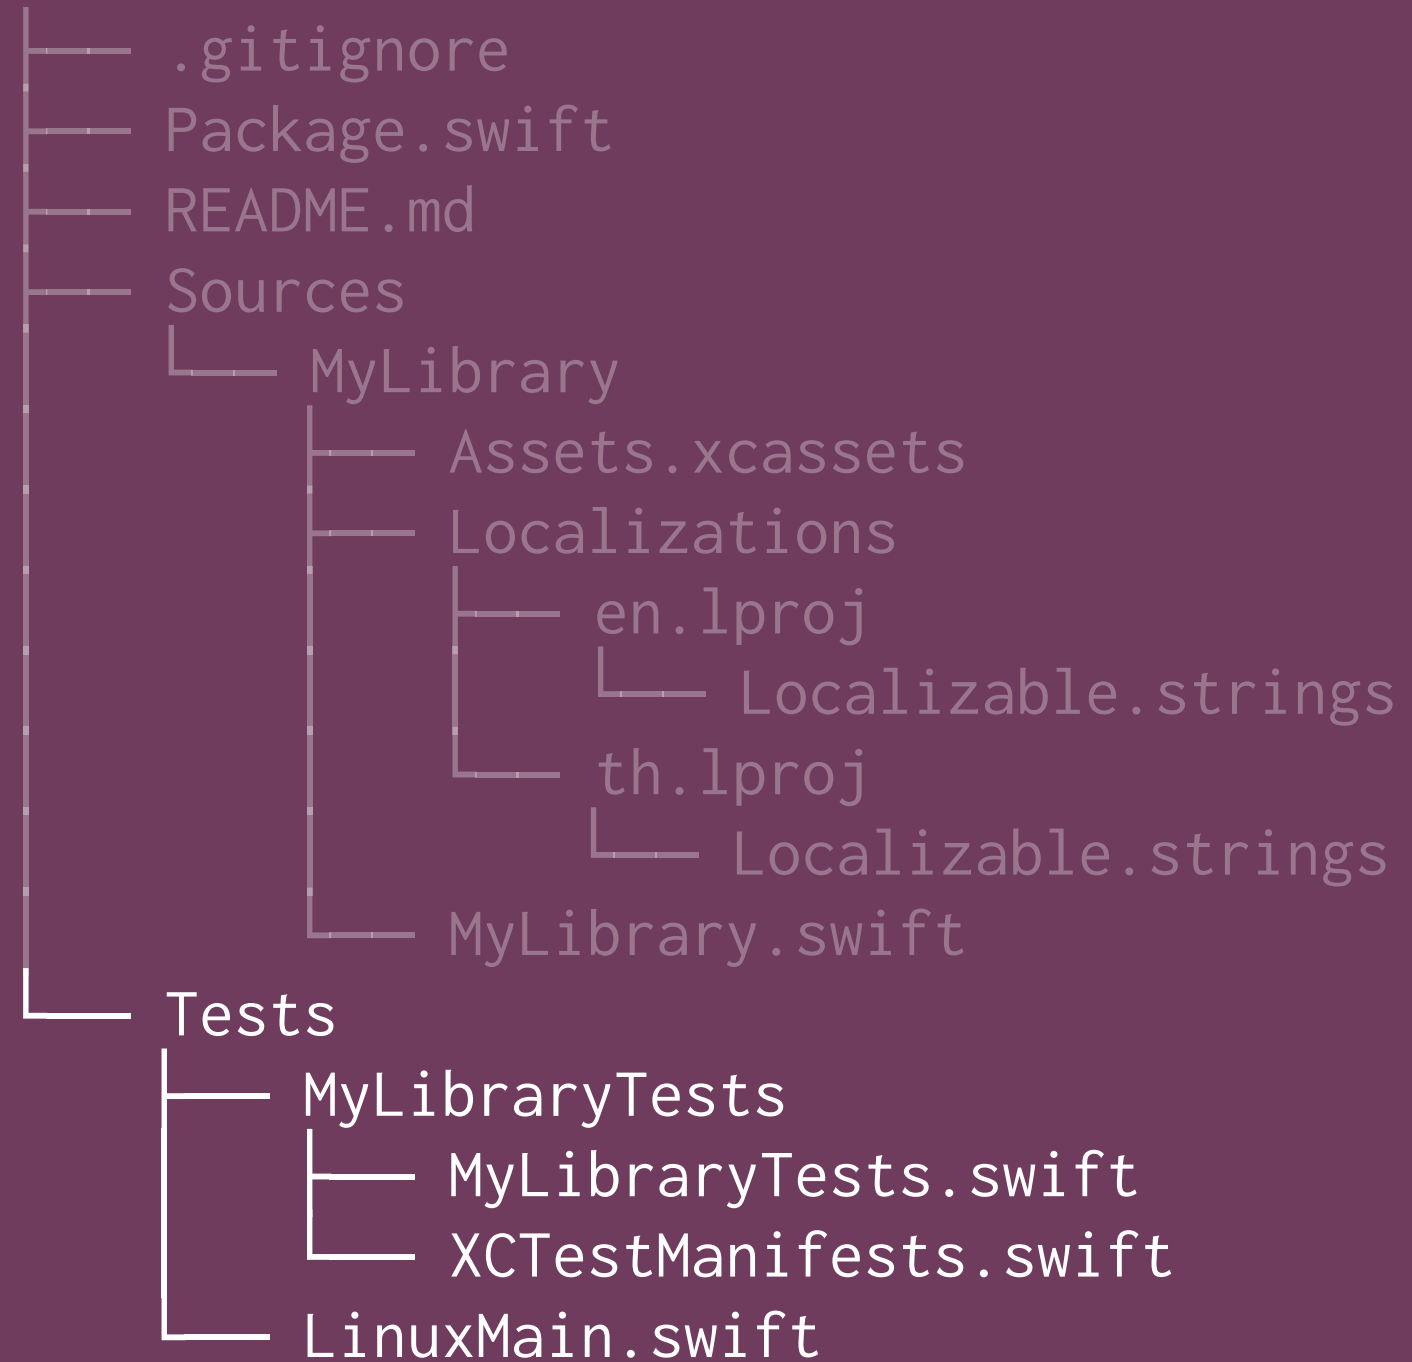 .gitignore
Package.swift
README.md
Sources
MyLibrary
Assets.xcassets
Localizations
en.lproj
Localizable.strings
th.lproj
Localizable.strings
MyLibrary.swift
Tests
MyLibraryTests
MyLibraryTests.swift
XCTestManifests.swift
LinuxMain.swift